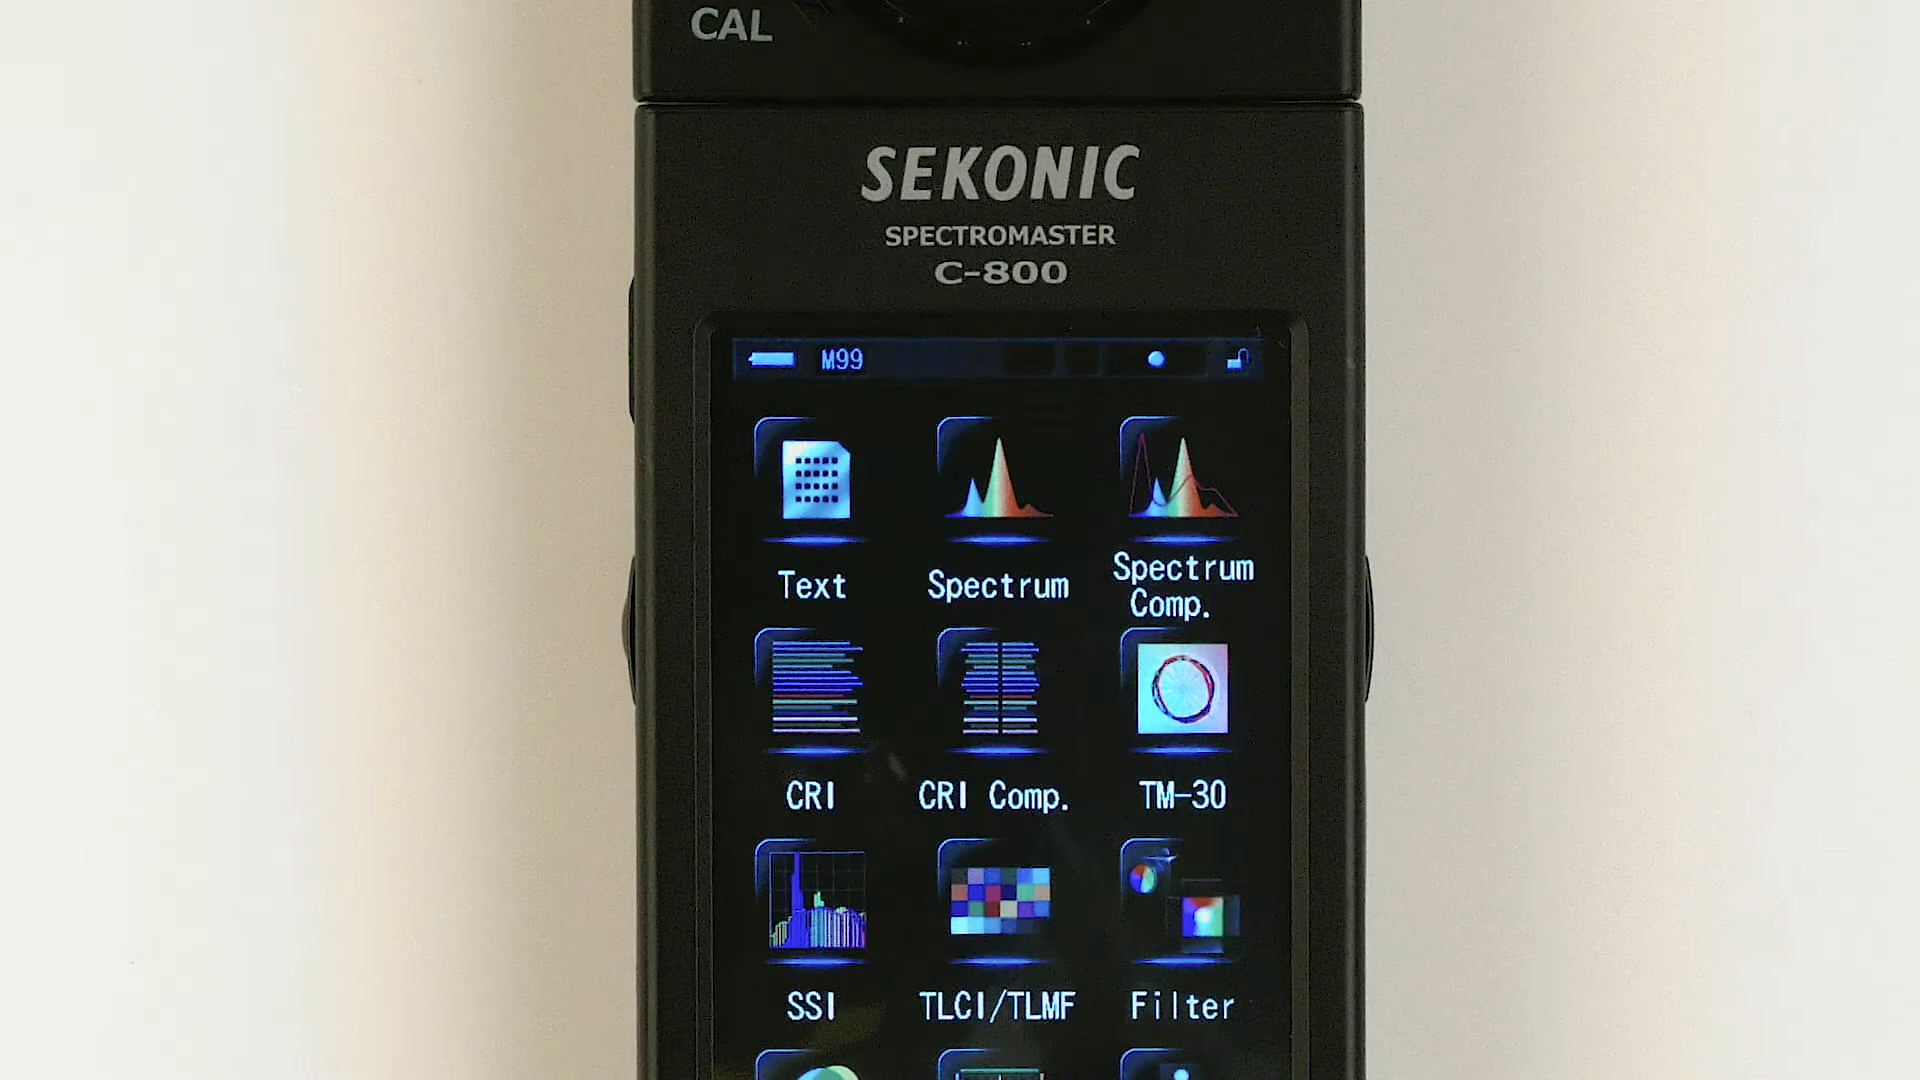 CAL
SEKONIC
SPECTROMASTER
C-800
M99
Text
Spectrum
Spectrum
Comp.
CRI
CRI Comp.
TM-30
SSI
TLCI/TLMF
Filter